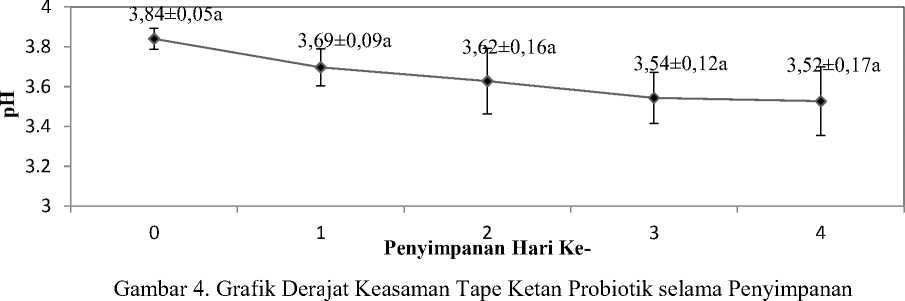 4
3,84±0,05a
3.8
3,69±0,09a
3,62±0,16a
3,54±0,12a
3,52±0,17a
3.6
pH
3.4
3.2
3
0 1 2 3 4
Penyimpanan Hari Ke-
Gambar 4. Grafik Derajat Keasaman Tape Ketan Probiotik selama Penyimpanan